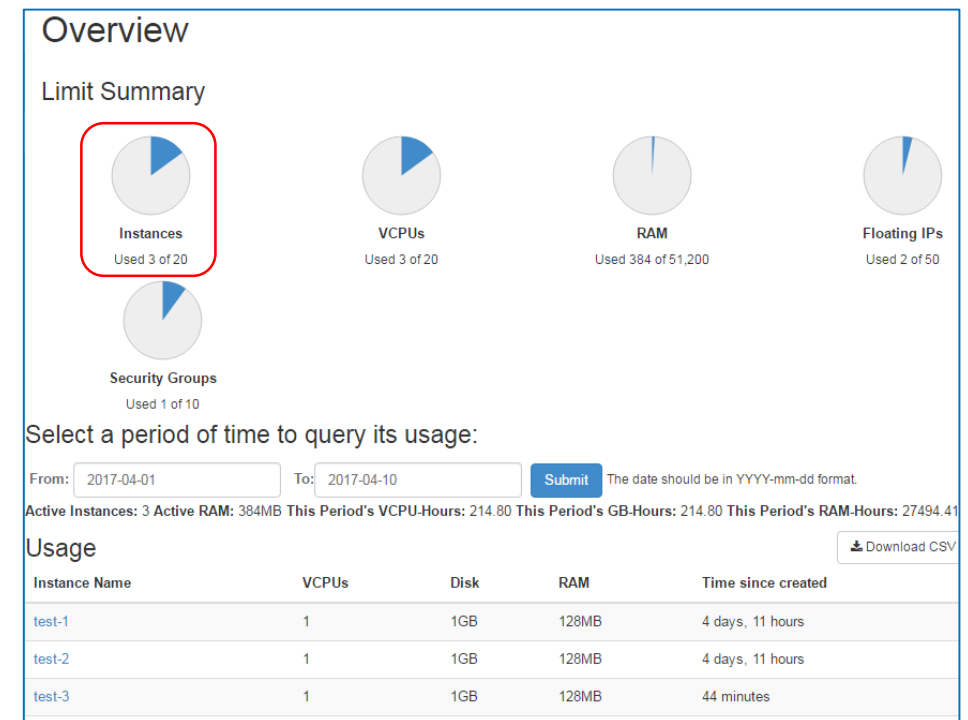 Overview
Limit Summary
Instances
Used 3 of 20
VCPUs
Used 3 of 20
RAM
Used 384 of 51,200
Floating IPs
Used 2 of 50
Security Groups
Used 1 of 10
Select a period of time to query its usage:
From: 2017-04-01 To: 2017-04-10 Submit The date should be in YYYY-mm-dd format.
Active Instances: 3 Active RAM: 384MB This Period's VCPU-Hours: 214.80 This Period's GB-Hours: 214.80 This Period's RAM-Hours: 27494.41
Usage
Download CSV
Instance Name VCPUs Disk RAM Time since created
test-1 1 1GB 128MB 4 days, 11 hours
test-2 1 1GB 128MB 4 days, 11 hours
test-3 1 1GB 128MB 44 minutes